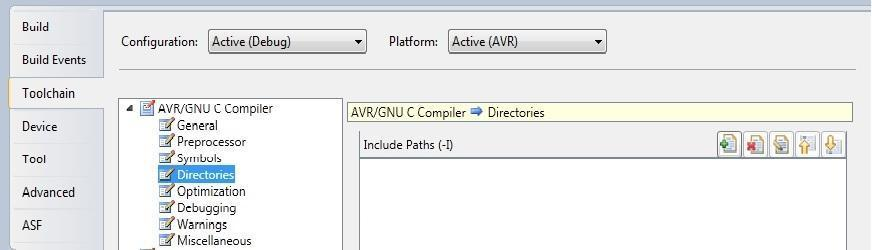 Build
Build Events
Toolchain
Device
Tool
Advanced
ASF
Configuration: Active (Debug) Platform: Active (AVR)
AVR/GNU C Compiler
General
Preprocessor
Symbols
Directories
Optimization
Debugging
Warnings
Miscellaneous
AVR/GNU C Compiler Directories
Include Paths (-I)